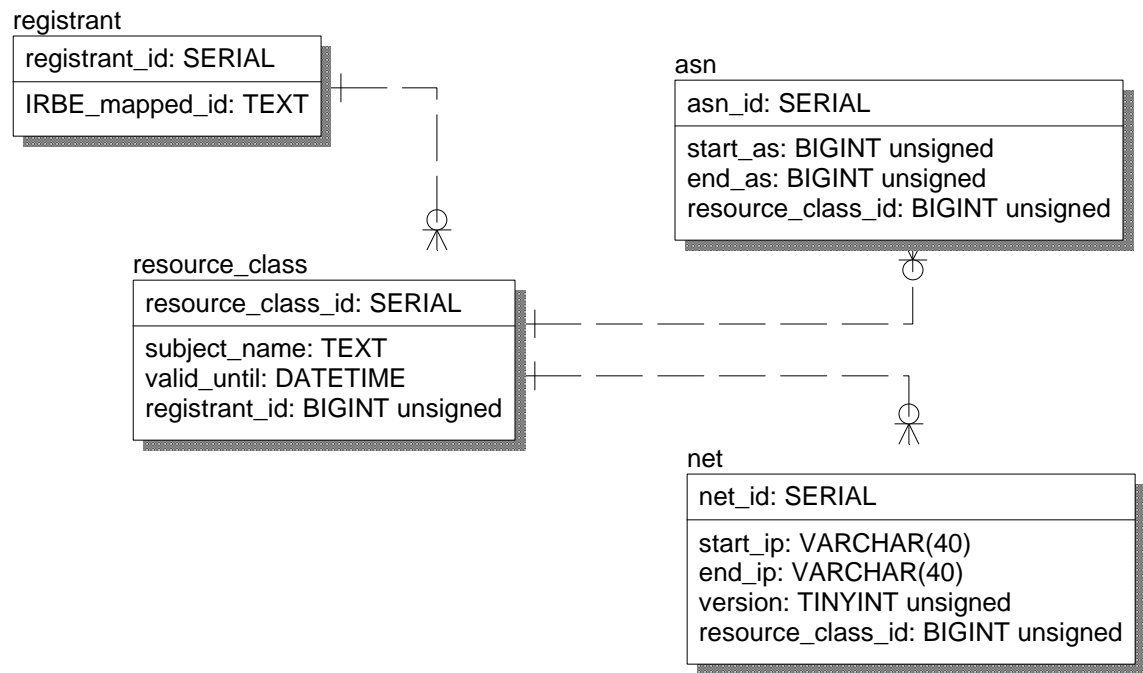 registrant
registrant_id: SERIAL
IRBE_mapped_id: TEXT
asn
asn_id: SERIAL
start_as: BIGINT unsigned
end_as: BIGINT unsigned
resource_class_id: BIGINT unsigned
resource_class
resource_class_id: SERIAL
subject_name: TEXT
valid_until: DATETIME
registrant_id: BIGINT unsigned
net
net_id: SERIAL
start_ip: VARCHAR(40)
end_ip: VARCHAR(40)
version: TINYINT unsigned
resource_class_id: BIGINT unsigned